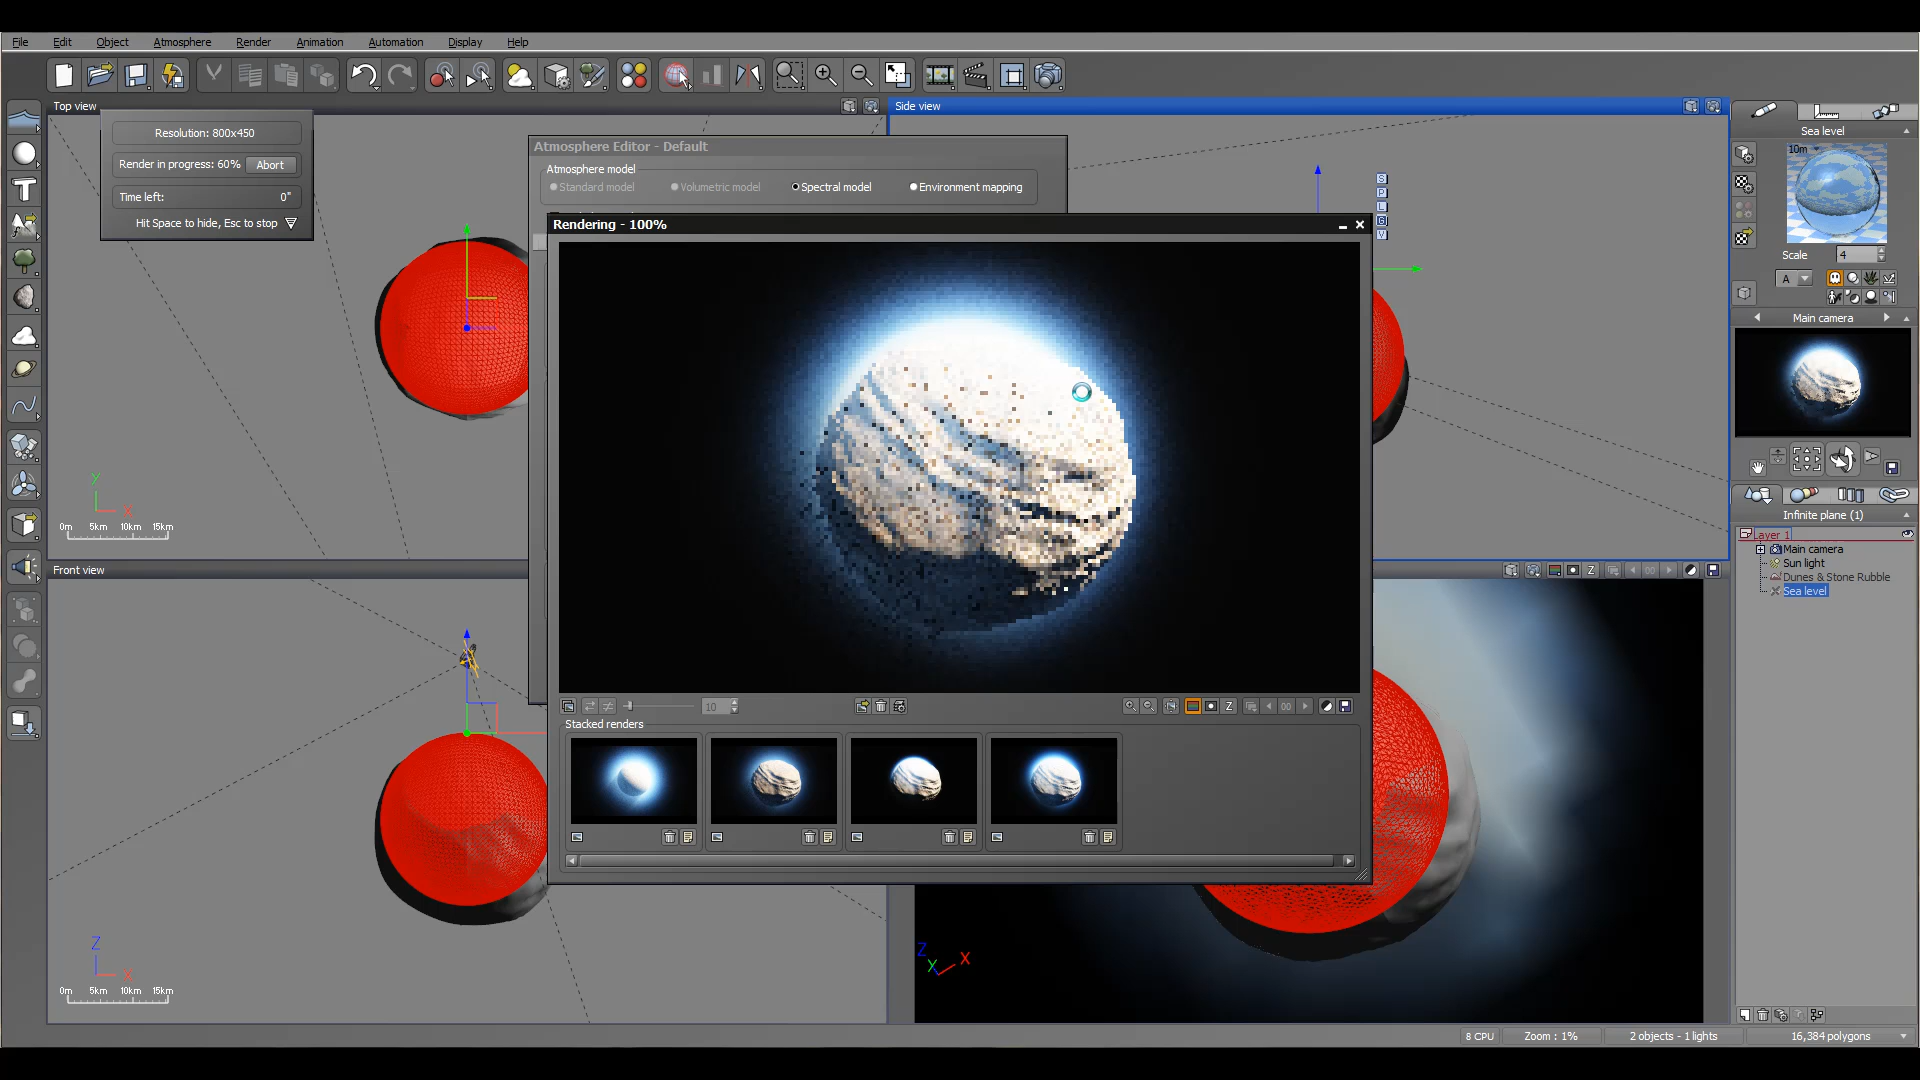 File Edit Object Atmosphere Render Animation Automation Display Help
Top view
Side view
Resolution: 800x450
Render in progress: 60% Abort
Time left: 0"
Hit Space to hide, Esc to stop
Atmosphere Editor - Default
Atmosphere model
Standard model Volumetric model Spectral model Environment mapping
Rendering - 100%
S
P
L
G
V
Sea level
10m
Scale 4
A
Main camera
Y
X
0m 5km 10km 15km
Front view
Infinite plane (1)
Layer 1
Main camera
Sun light
Dunes & Stone Rubble
Sea level
Z 00
10
Z 00
Stacked renders
Z
X
0m 5km 10km 15km
Z
Y
X
8 CPU Zoom : 1% 2 objects - 1 lights 16,384 polygons